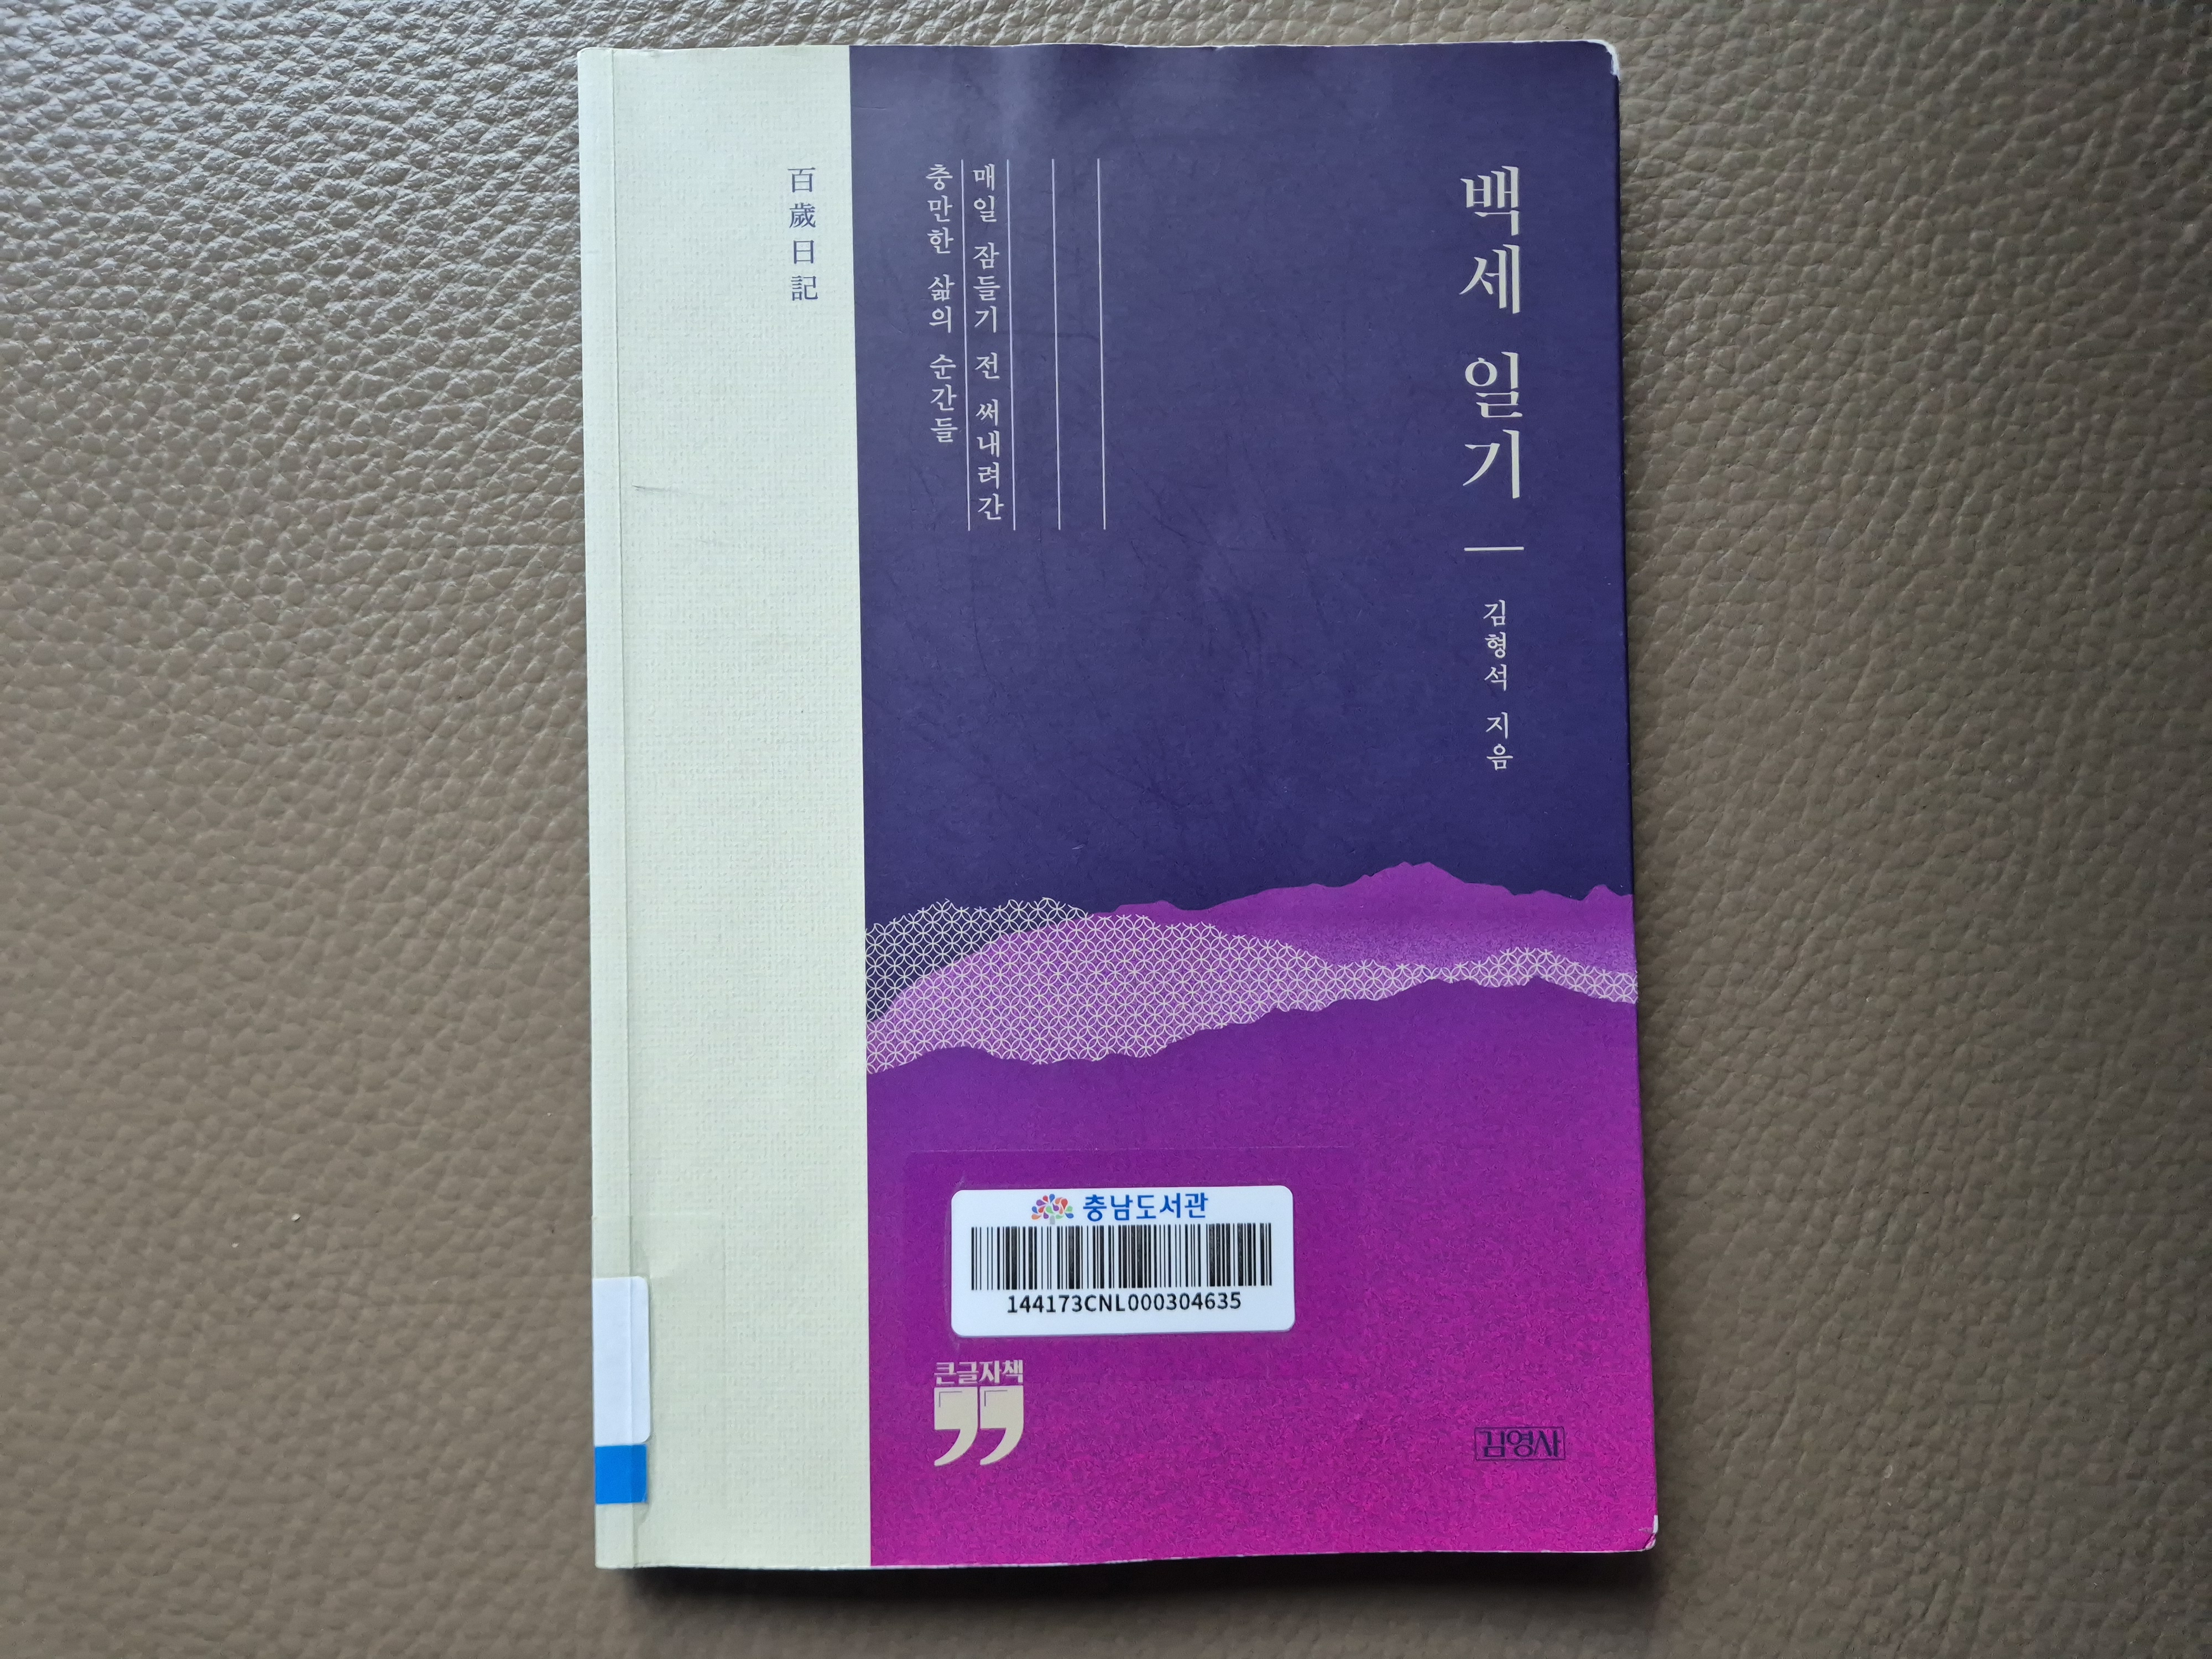 백세 일기
김형석 지음
매일 잠들기 전 써내려간
충만한 삶의 순간들
百歲日記
충남도서관
144173CNL000304635
큰글자책
김영사